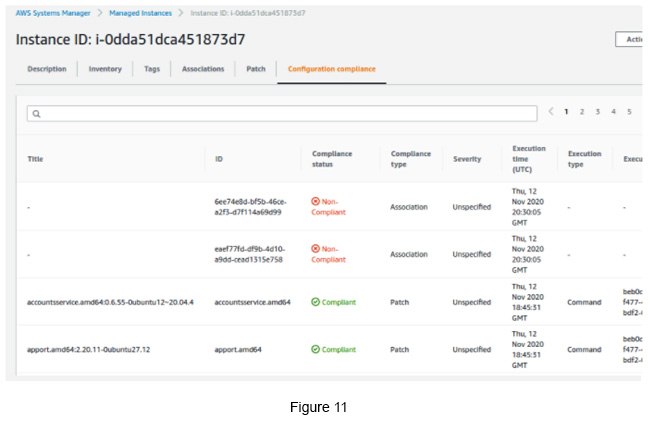 AWS Systems Manager > Managed Instances > Instance ID: i-0dda51dca451873d7
Instance ID: i-0dda51dca451873d7
Actio
Description Inventory Tags Associations Patch Configuration compliance
< 1 2 3 4 5
Title ID Compliance status Compliance type Severity Execution time (UTC) Execution type Execu
- 6ee74e8d-bf5b-46ce-a2f3-d7f114a69d99 Non-Compliant Association Unspecified Thu, 12 Nov 2020 20:30:05 GMT - -
- eaef77fd-df9b-4d10-a9dd-cead1315e758 Non-Compliant Association Unspecified Thu, 12 Nov 2020 20:30:05 GMT - -
accountsservice.amd64:0.6.55-0ubuntu12~20.04.4 accountsservice.amd64 Compliant Patch Unspecified Thu, 12 Nov 2020 18:45:31 GMT Command beb0c f477- bdf2-
apport.amd64:2.20.11-0ubuntu27.12 apport.amd64 Compliant Patch Unspecified Thu, 12 Nov 2020 18:45:31 GMT Command beb0c f477- bdf2-
Figure 11